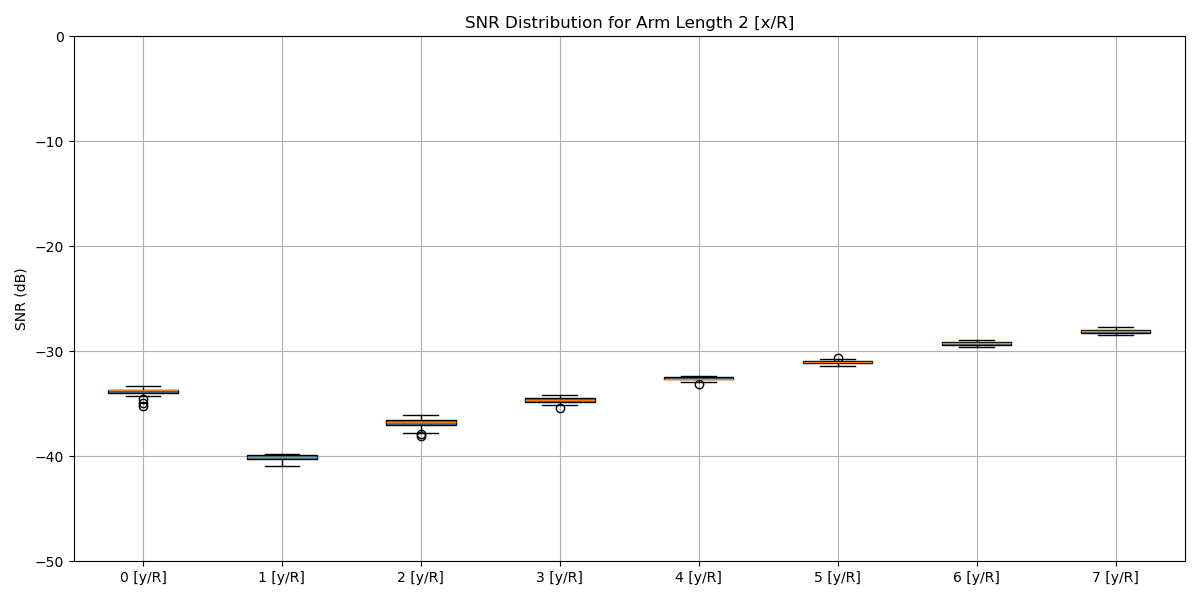 SNR Distribution for Arm Length 2 [x/R]
0
−10
−20
−30
−40
−50
SNR (dB)
0 [y/R] 1 [y/R] 2 [y/R] 3 [y/R] 4 [y/R] 5 [y/R] 6 [y/R] 7 [y/R]